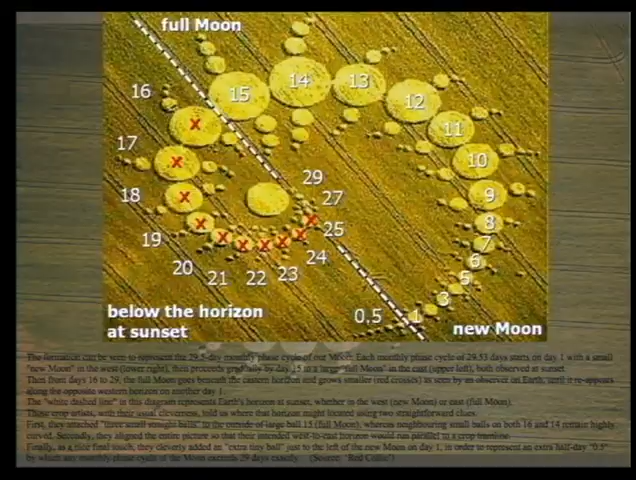 full Moon
16
15
14
13
12
11
10
9
8
7
6
5
3
1
0,5
17
18
19
20
21
22
23
24
25
27
29
x
x
x
x
x
x
x
x
x
x
below the horizon
at sunset
new Moon
The formation can be seen to represent the 29.5-day monthly phase cycle of our Moon. Each monthly phase cycle of 29.53 days starts on day 1 with a small
"new Moon" in the west (lower right), then proceeds gradually by day 15 to a large "full Moon" in the east (upper left), both observed at sunset.
Then from days 16 to 29, the full Moon goes beneath the eastern horizon and grows smaller (red crosses) as seen by an observer on Earth, until it re-appears
along the opposite western horizon on another day 1.
The "white dashed line" in this diagram represents Earth's horizon at sunset, whether in the west (new Moon) or east (full Moon).
Those crop artists, with their usual cleverness, told us where that horizon might located using two straightforward clues.
First, they attached "three small straight balls" to the outside of large ball 15 (full Moon), whereas neighbouring small balls on both 16 and 14 remain highly
curved. Secondly, they aligned the entire picture so that their intended west-to-east horizon would run parallel to a crop tramline.
Finally, as a nice final touch, they cleverly added an "extra tiny ball" just to the left of the new Moon on day 1, in order to represent an extra half-day "0.5"
by which any monthly phase cycle of the Moon exceeds 29 days exactly. (Source: "Red Collie")